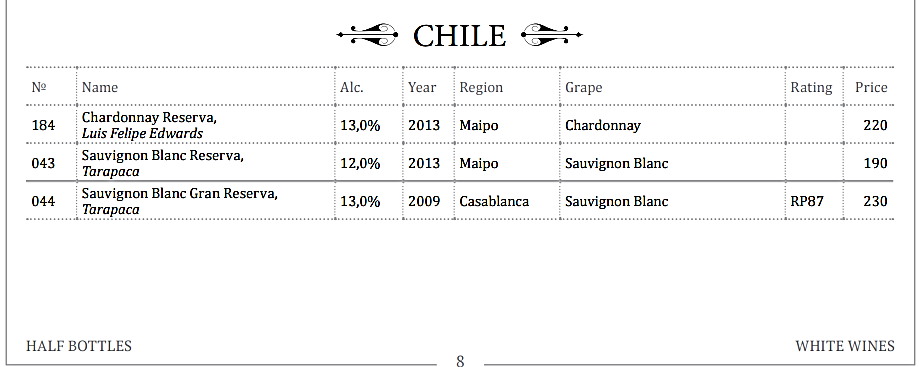 CHILE
№ Name Alc. Year Region Grape Rating Price
184 Chardonnay Reserva, 13,0% 2013 Maipo Chardonnay 220
Luis Felipe Edwards
043 Sauvignon Blanc Reserva, 12,0% 2013 Maipo Sauvignon Blanc 190
Tarapaca
044 Sauvignon Blanc Gran Reserva, 13,0% 2009 Casablanca Sauvignon Blanc RP87 230
Tarapaca
HALF BOTTLES WHITE WINES
8